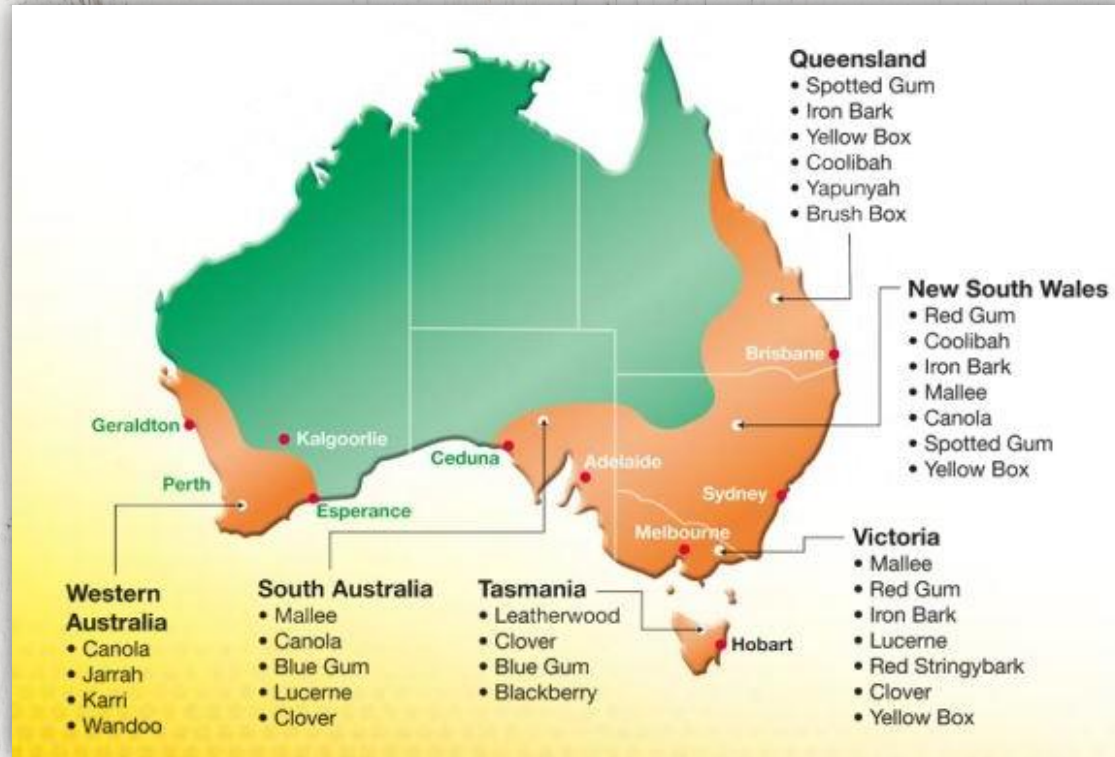 Queensland
• Spotted Gum
• Iron Bark
• Yellow Box
• Coolibah
• Yapunyah
• Brush Box
New South Wales
• Red Gum
• Coolibah
• Iron Bark
• Mallee
• Canola
• Spotted Gum
• Yellow Box
Brisbane
Geraldton
Kalgoorlie
Ceduna
Adelaide
Perth
Esperance
Sydney
Melbourne
Hobart
Western
Australia
• Canola
• Jarrah
• Karri
• Wandoo
South Australia
• Mallee
• Canola
• Blue Gum
• Lucerne
• Clover
Tasmania
• Leatherwood
• Clover
• Blue Gum
• Blackberry
Victoria
• Mallee
• Red Gum
• Iron Bark
• Lucerne
• Red Stringybark
• Clover
• Yellow Box